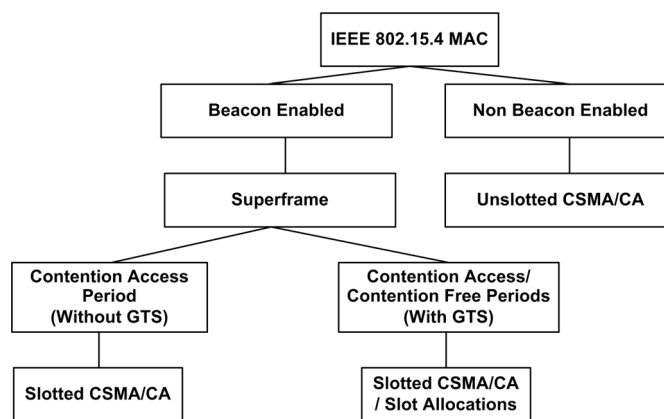 IEEE 802.15.4 MAC
Beacon Enabled
Non Beacon Enabled
Superframe
Unslotted CSMA/CA
Contention Access
Period
(Without GTS)
Contention Access/
Contention Free Periods
(With GTS)
Slotted CSMA/CA
Slotted CSMA/CA
/ Slot Allocations